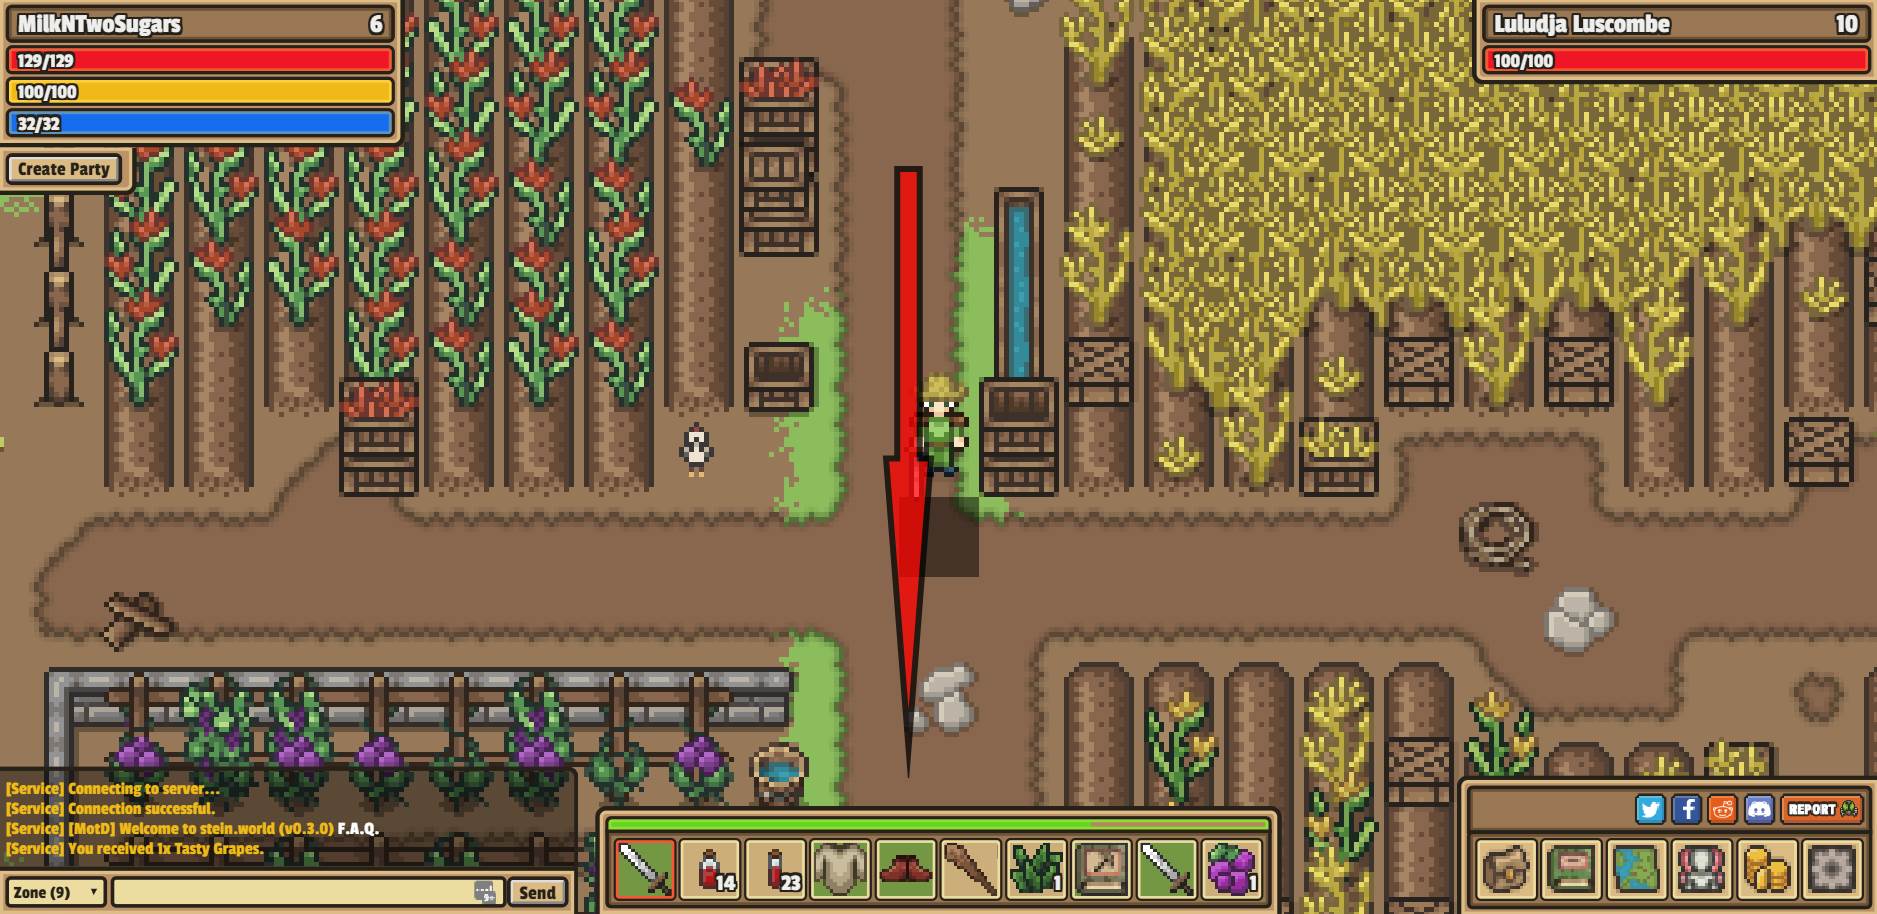 MilkNTwoSugars 6
129/129
100/100
32/32
Create Party
Luludja Luscombe 10
100/100
[Service] Connecting to server...
[Service] Connection successful.
[Service] [MotD] Welcome to stein.world (v0.3.0) F.A.Q.
[Service] You received 1x Tasty Grapes.
Zone (9)
Send
14
23
1
1
REPORT